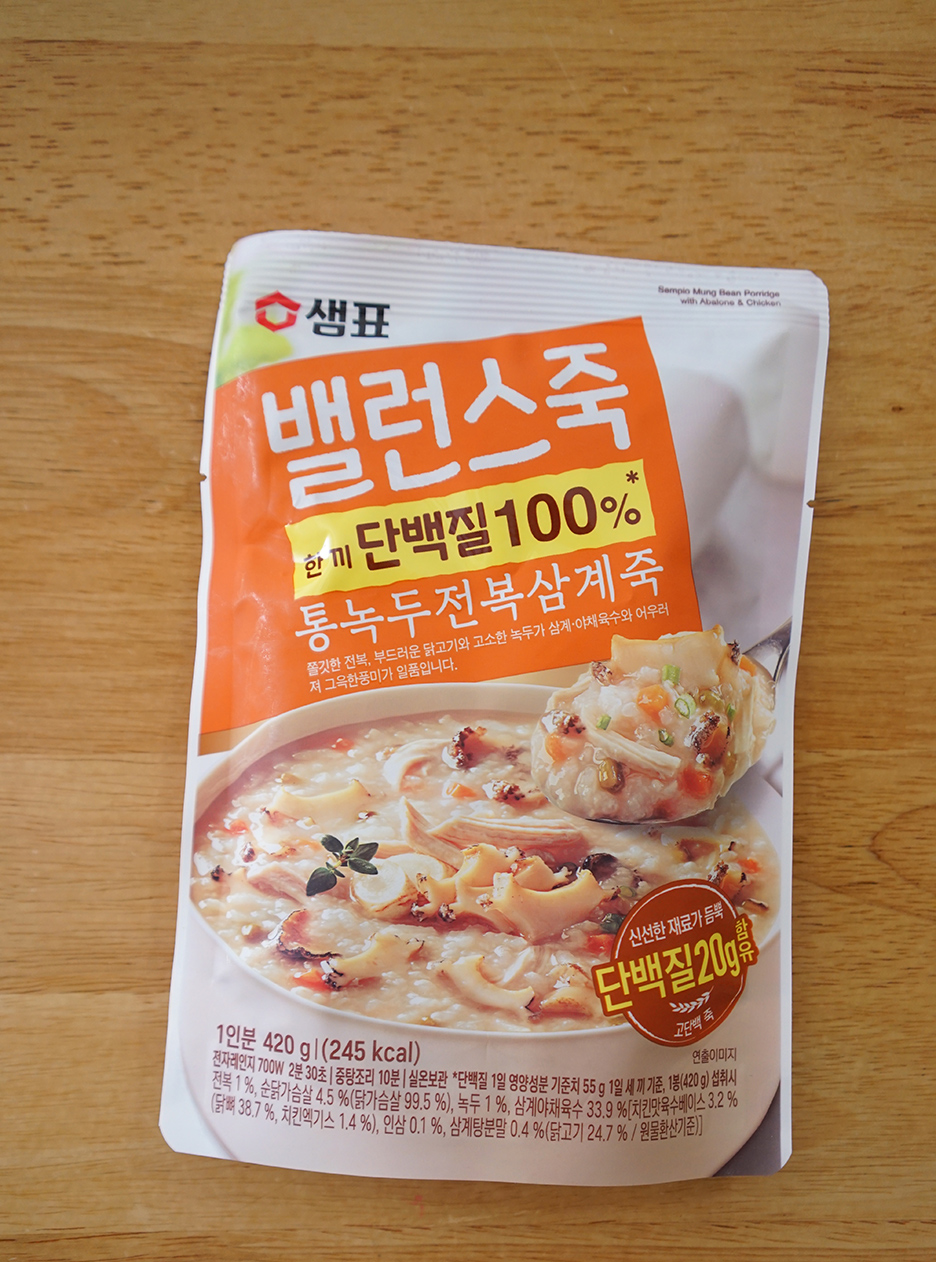 샘표
Sempio Mung Bean Porridge
with Abalone & Chicken
밸런스죽
한 끼 단백질100%*
통녹두전복삼계죽
쫄깃한 전복, 부드러운 닭고기와 고소한 녹두가 삼계·야채육수와 어우러
져 그윽한풍미가 일품입니다.
신선한 재료가 듬뿍
단백질20g함유
고단백 죽
1인분 420 g | (245 kcal)
연출이미지
전자레인지 700W 2분 30초 | 중탕조리 10분 | 실온보관 *단백질 1일 영양성분 기준치 55 g 1일 세 끼 기준, 1봉(420 g) 섭취시
전복 1 %, 순닭가슴살 4.5 %(닭가슴살 99.5 %), 녹두 1 %, 삼계야채육수 33.9 %[치킨맛육수베이스 3.2 %
(닭뼈 38.7 %, 치킨엑기스 1.4 %), 인삼 0.1 %, 삼계탕분말 0.4 %(닭고기 24.7 % / 원물환산기준)]